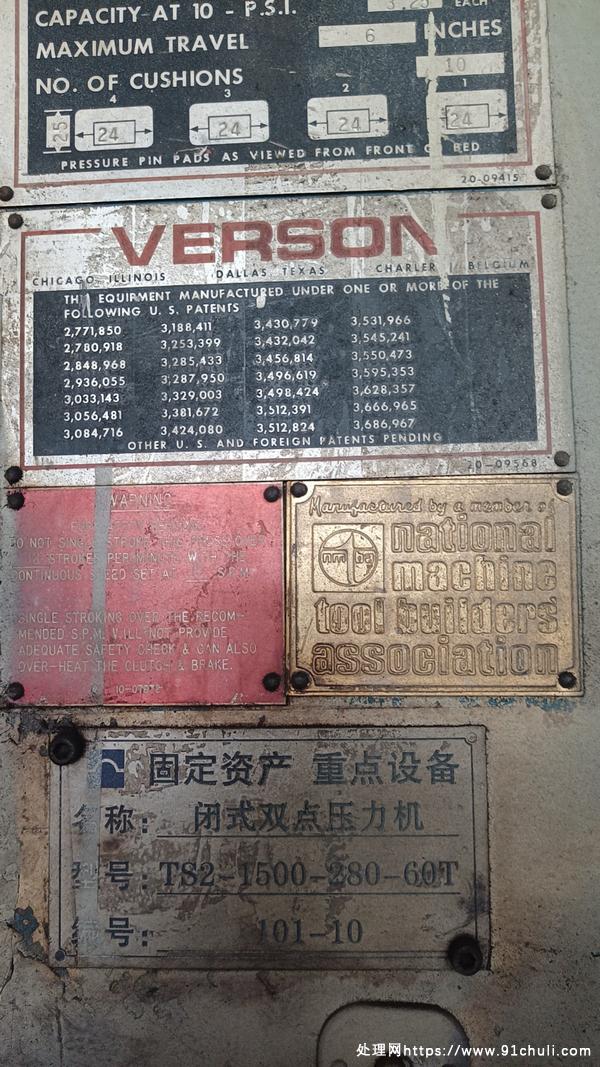 CAPACITY AT 10 - P.S.I. 3.25 EACH
MAXIMUM TRAVEL 6 INCHES
NO. OF CUSHIONS 10
4 3 2 1
25 24 24 24 24
PRESSURE PIN PADS AS VIEWED FROM FRONT OF BED
20-09415
VERSON
CHICAGO, ILLINOIS DALLAS, TEXAS CHARLEROI, BELGIUM
THIS EQUIPMENT MANUFACTURED UNDER ONE OR MORE OF THE
FOLLOWING U. S. PATENTS
2,771,850 3,188,411 3,430,779 3,531,966
2,780,918 3,253,399 3,432,042 3,545,241
2,848,968 3,285,433 3,456,814 3,550,473
2,936,055 3,287,950 3,496,619 3,595,353
3,033,143 3,329,003 3,498,424 3,628,357
3,056,481 3,381,672 3,512,391 3,666,965
3,084,716 3,424,080 3,512,824 3,686,967
OTHER U. S. AND FOREIGN PATENTS PENDING
20-09568
WARNING
DO NOT SINGLE STROKE THE PRESS OVER
STROKES PER MINUTE WITH THE
CONTINUOUS SPEED SET AT S.P.M.
SINGLE STROKING OVER THE RECOM-
MENDED S.P.M. WILL NOT PROVIDE
ADEQUATE SAFETY CHECK & CAN ALSO
OVER-HEAT THE CLUTCH & BRAKE.
Manufactured by a member of
nmtba
national
machine
tool builders'
association
固定资产 重点设备
名称： 闭式双点压力机
型号：TS2-1500-280-60T
编号： 101-10
处理网https://www.91chuli.com